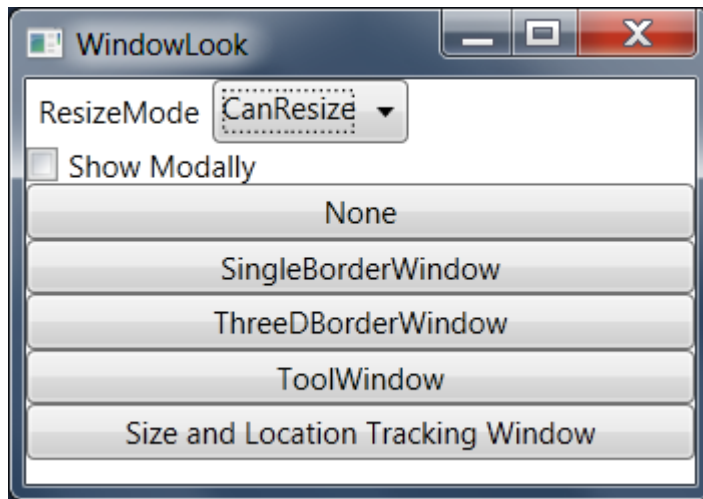 WindowLook
ResizeMode CanResize
Show Modally
None
SingleBorderWindow
ThreeDBorderWindow
ToolWindow
Size and Location Tracking Window